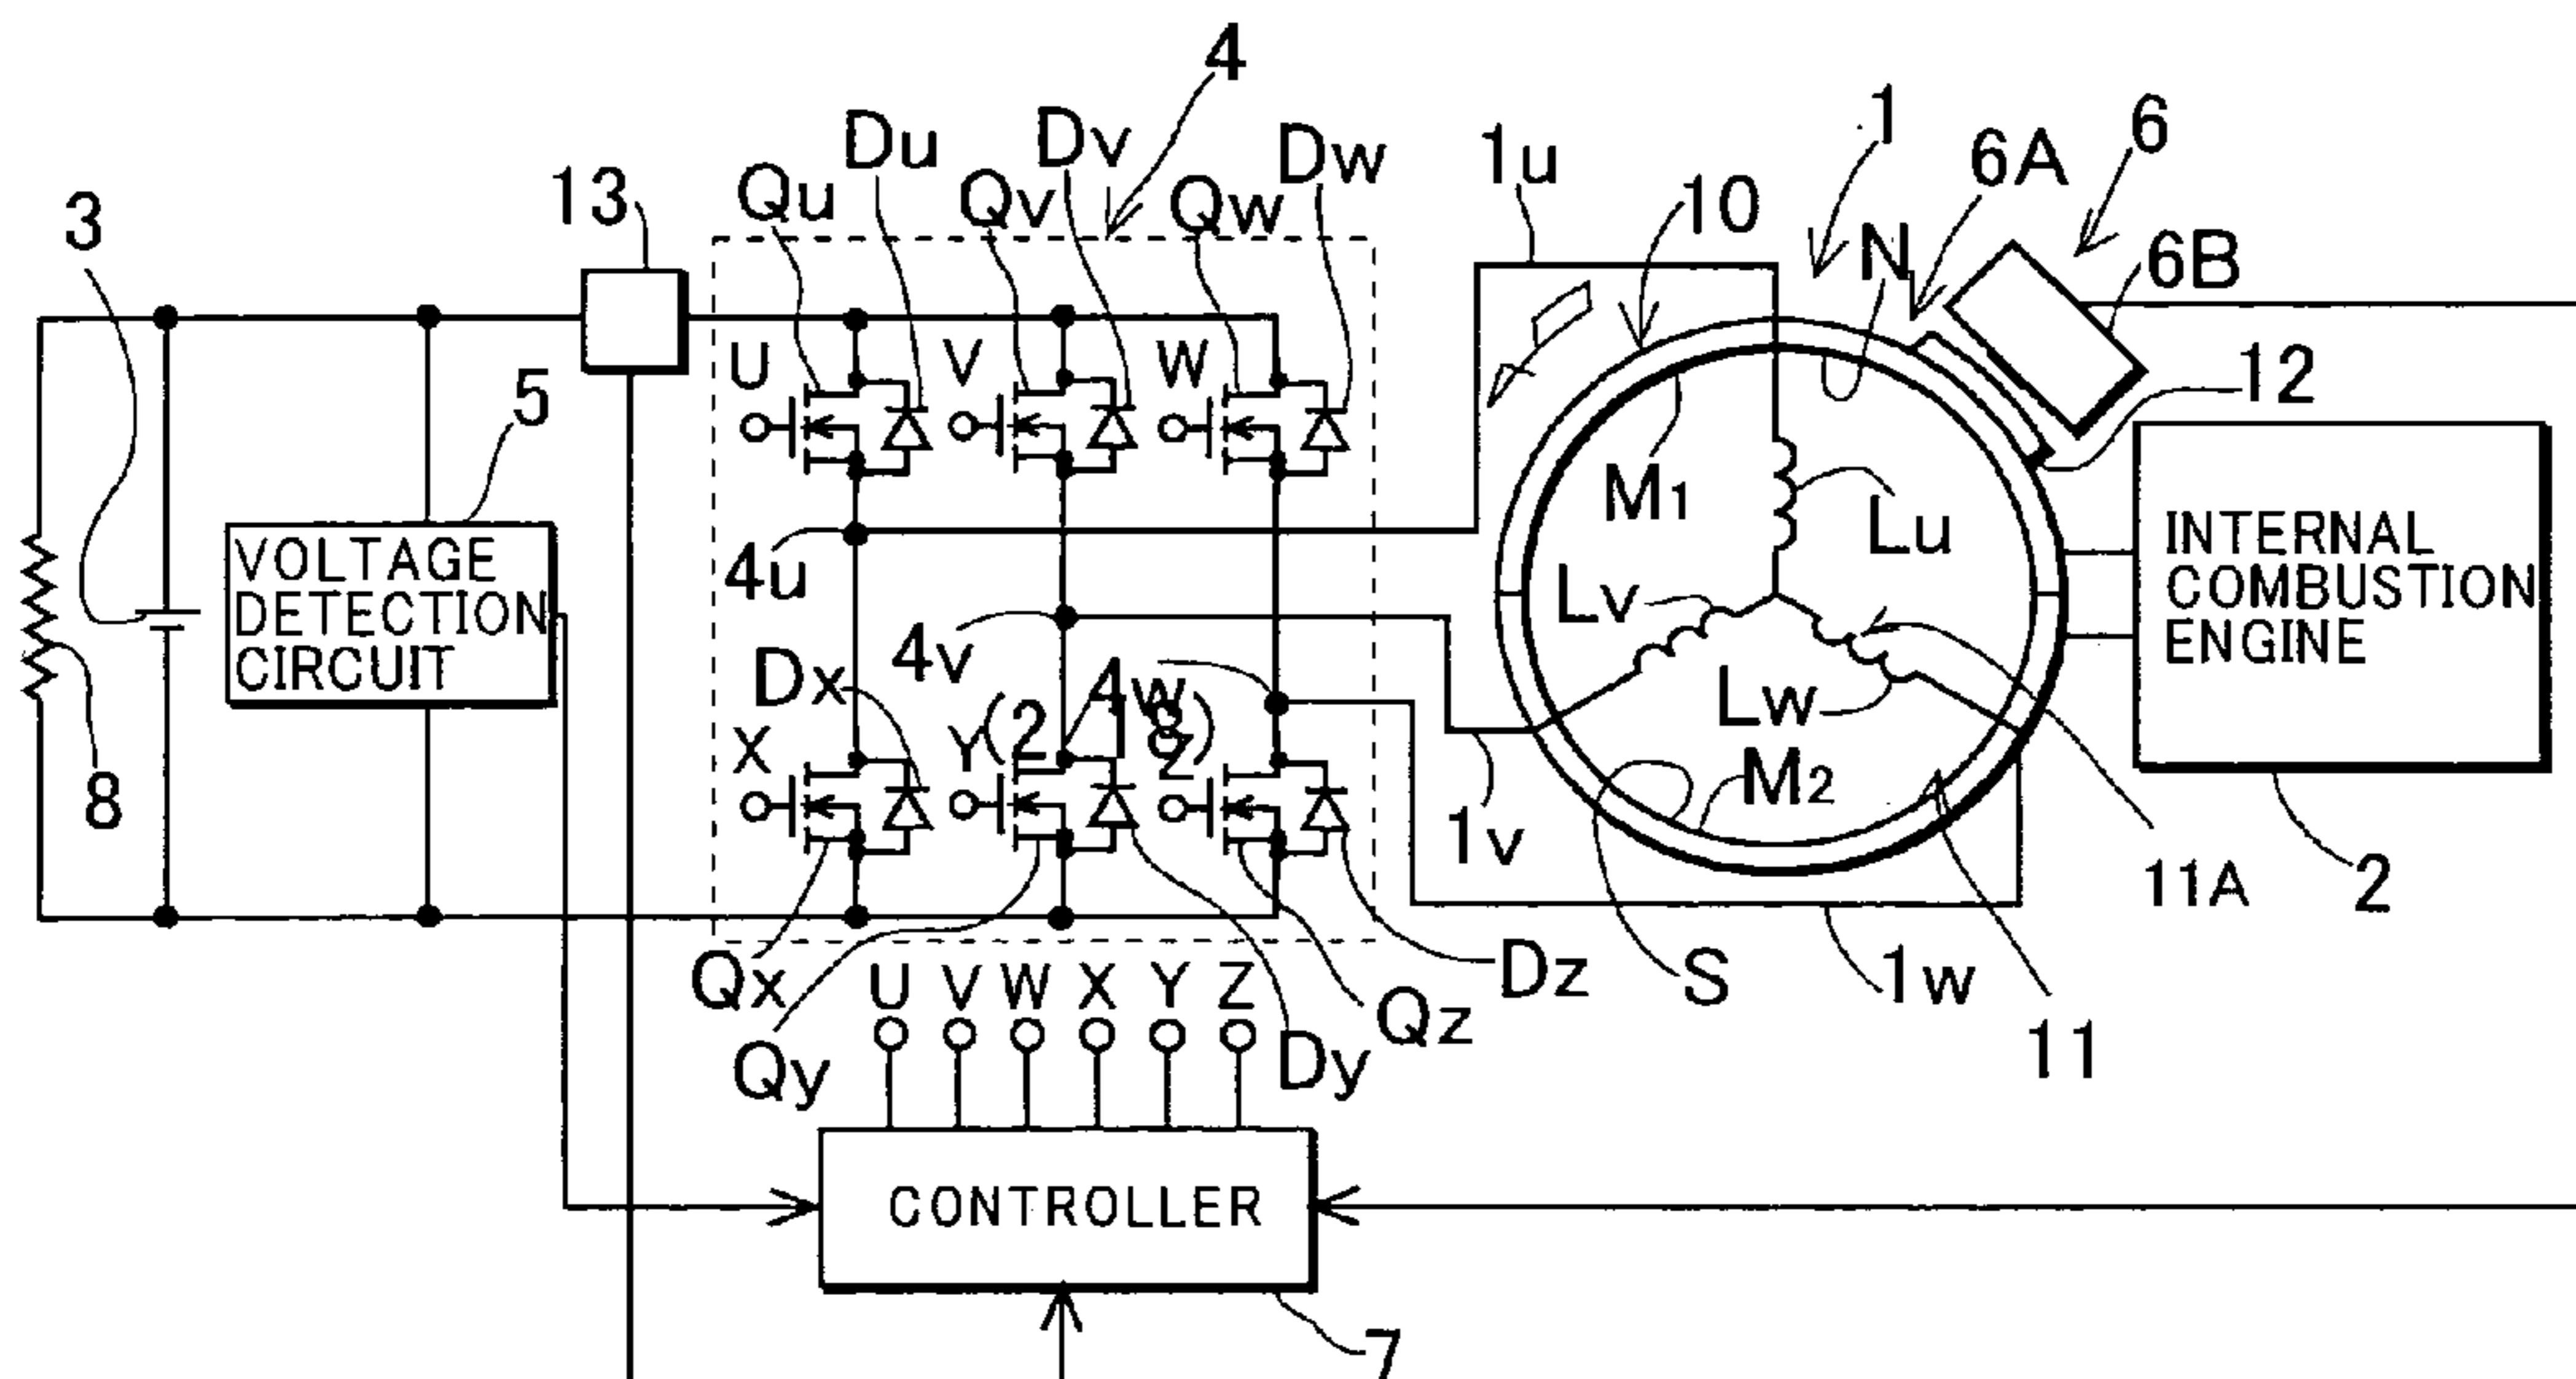 4
1
6
Du
Dv
Dw
1u
6A
13
Qu
Qv
Qw
10
3
N
6B
U
V
W
12
5
VOLTAGE
DETECTION
CIRCUIT
M1
Lu
INTERNAL
COMBUSTION
ENGINE
4u
Lv
4v
Dx
4w
Lw
X
Y
Z
M2
8
1v
11A
2
Qx
U
V
W
X
Y
Z
Dz
S
1w
Qz
11
Qy
Dy
CONTROLLER
7